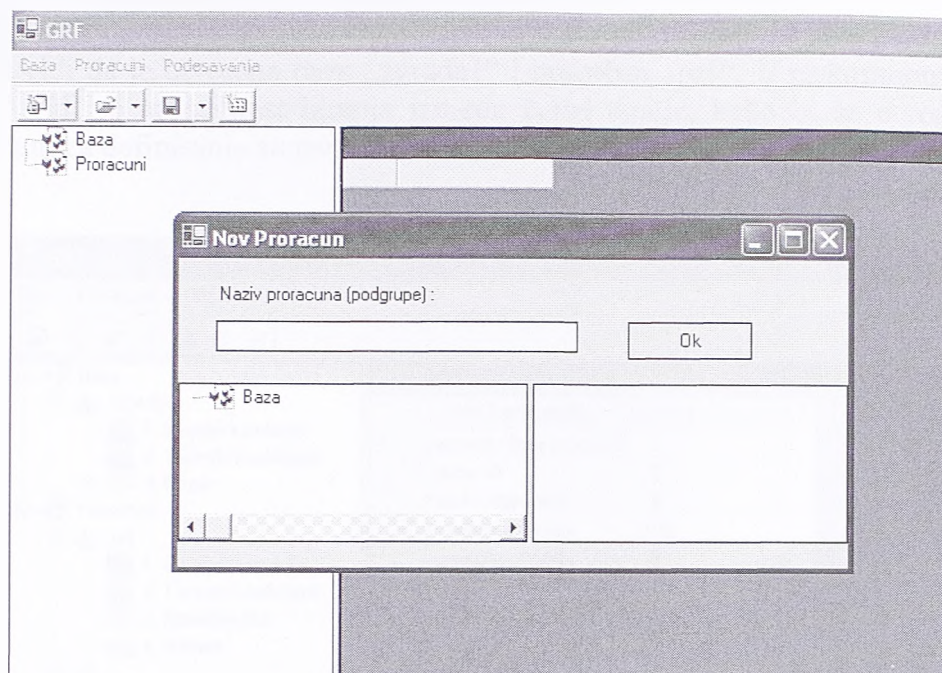 GRF
Baza Proracuni Podesavanja
Baza
Proracuni
Nov Proracun
Naziv proracuna (podgrupe) :
Ok
Baza